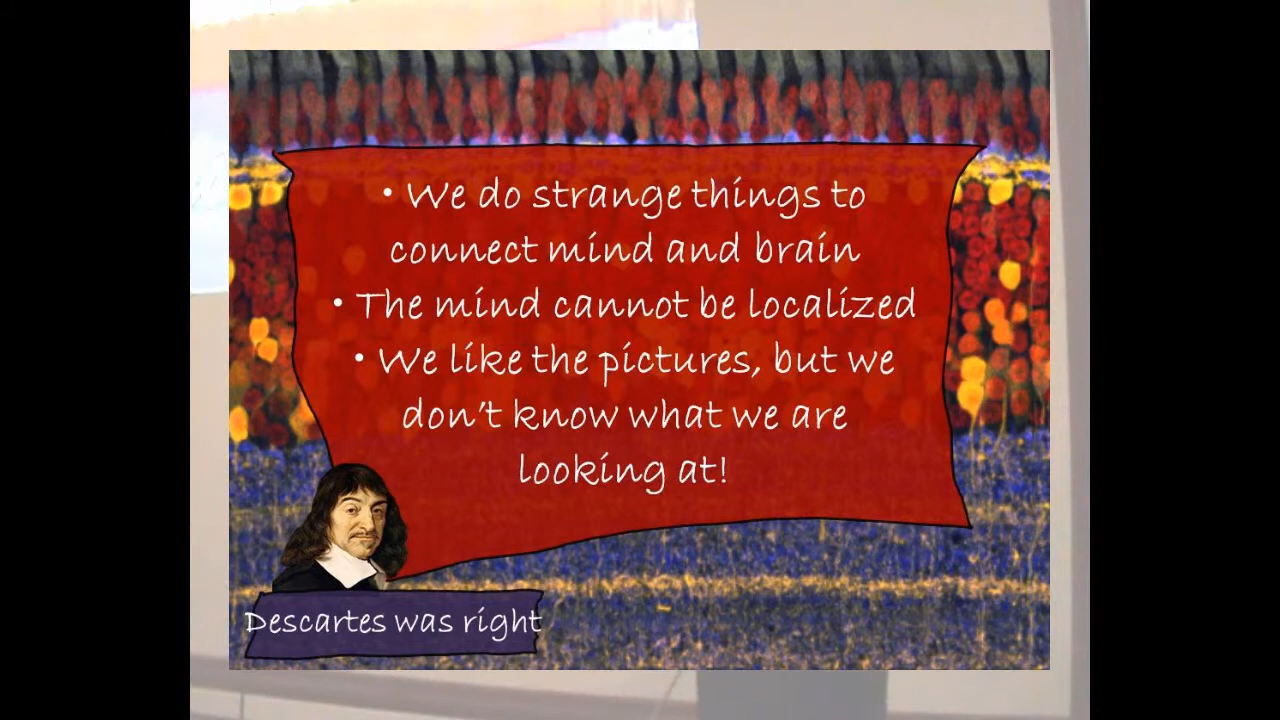 • We do strange things to
connect mind and brain
• The mind cannot be localized
• We like the pictures, but we
don't know what we are
looking at!
Descartes was right